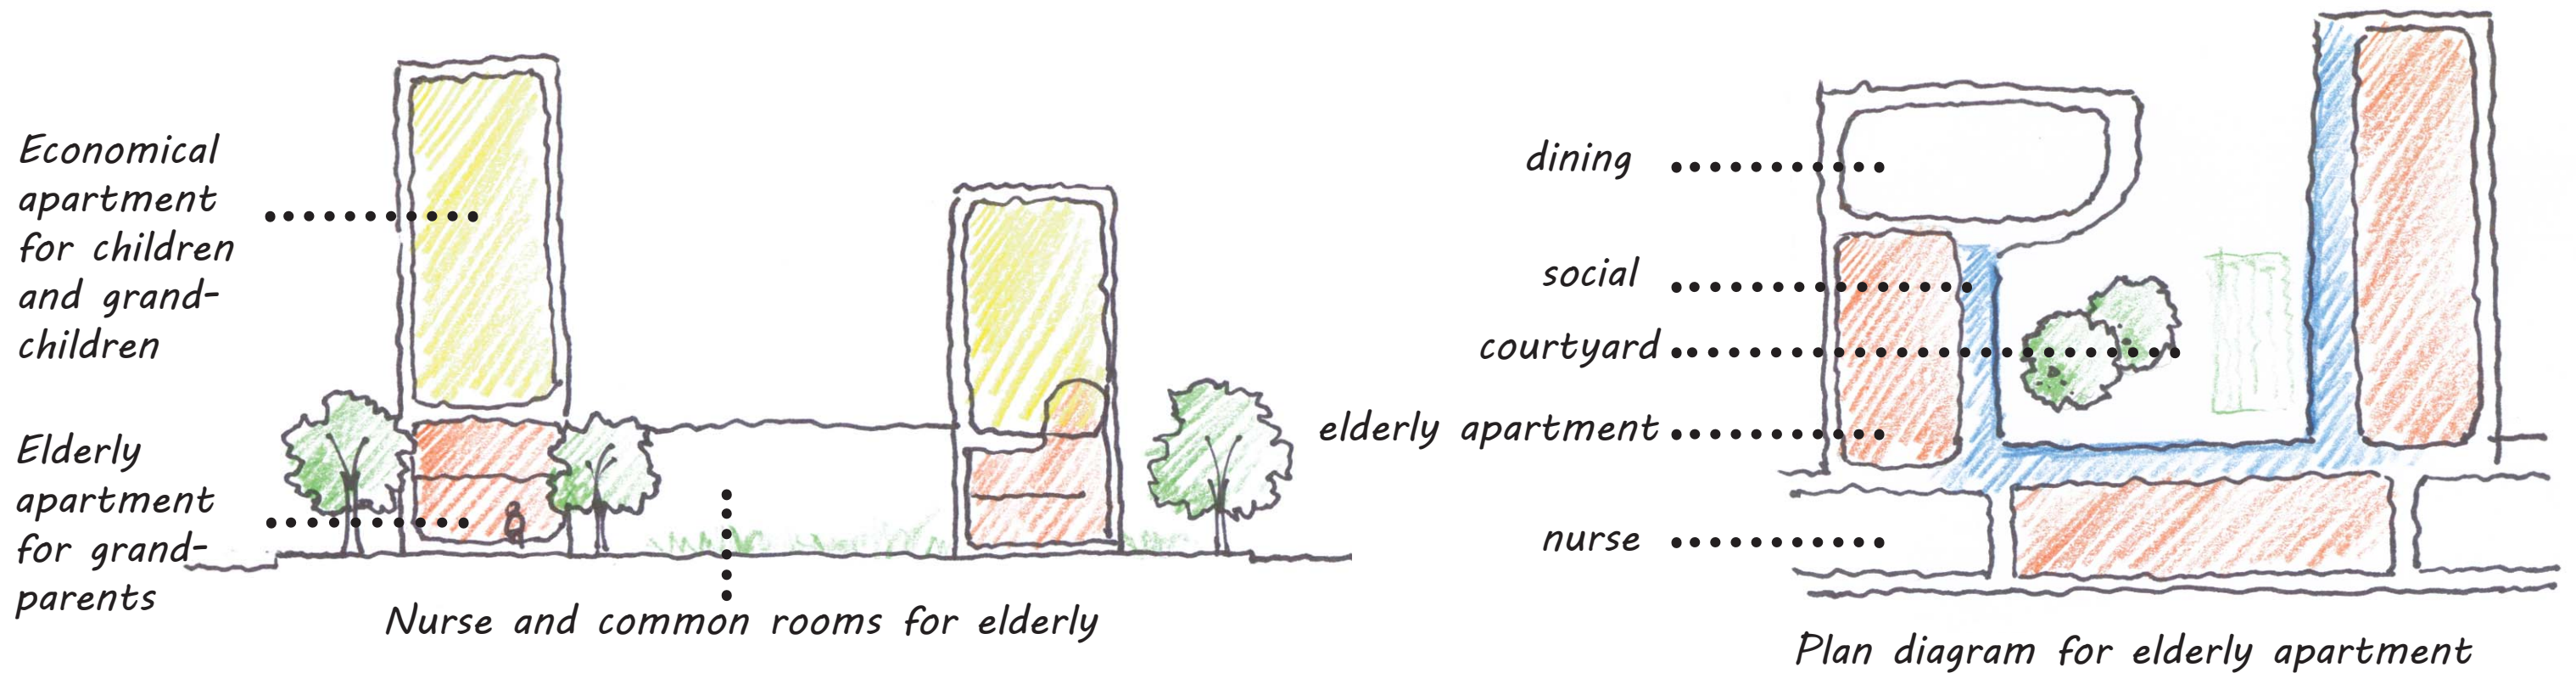 Economical
apartment
for children
and grand-
children
Elderly
apartment
for grand-
parents
Nurse and common rooms for elderly
dining
social
courtyard
elderly apartment
nurse
Plan diagram for elderly apartment